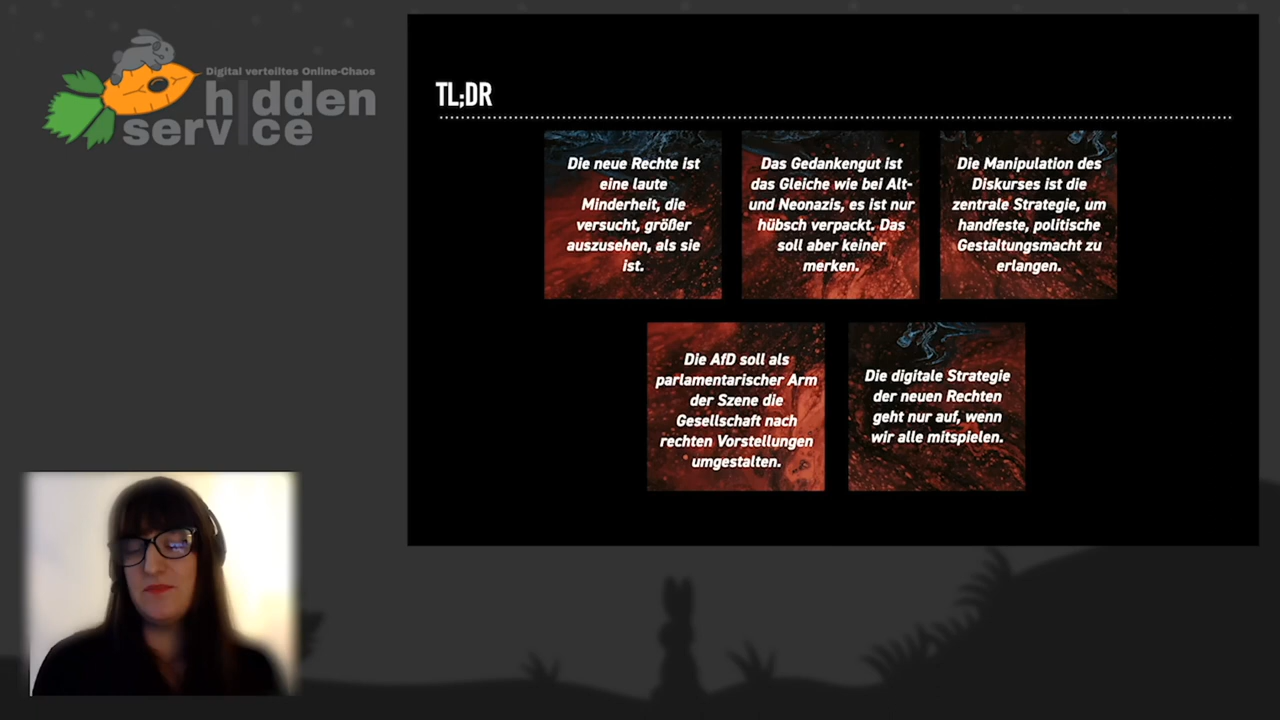 Digital verteiltes Online-Chaos
hidden
service
TL;DR
Die neue Rechte ist
eine laute
Minderheit, die
versucht, größer
auszusehen, als sie
ist.
Das Gedankengut ist
das Gleiche wie bei Alt-
und Neonazis, es ist nur
hübsch verpackt. Das
soll aber keiner
merken.
Die Manipulation des
Diskurses ist die
zentrale Strategie, um
handfeste, politische
Gestaltungsmacht zu
erlangen.
Die AfD soll als
parlamentarischer Arm
der Szene die
Gesellschaft nach
rechten Vorstellungen
umgestalten.
Die digitale Strategie
der neuen Rechten
geht nur auf, wenn
wir alle mitspielen.